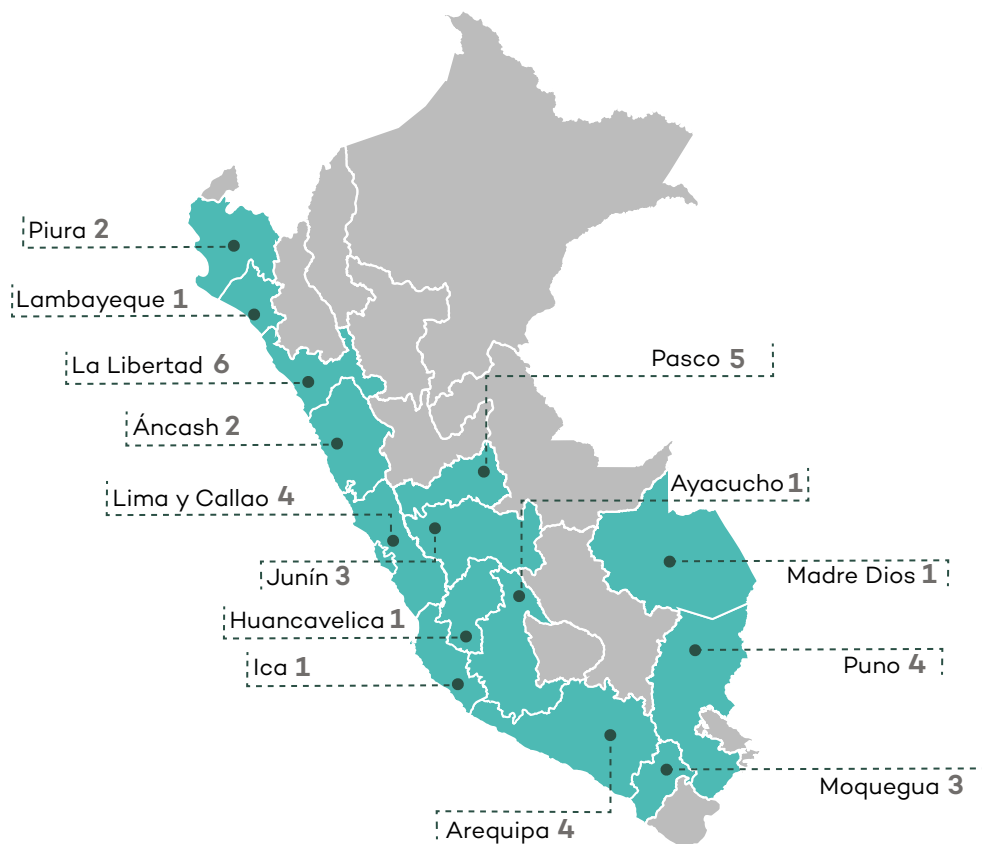 Piura 2
Lambayeque 1
La Libertad 6
Pasco 5
Áncash 2
Ayacucho 1
Lima y Callao 4
Junín 3
Madre Dios 1
Huancavelica 1
Ica 1
Puno 4
Moquegua 3
Arequipa 4